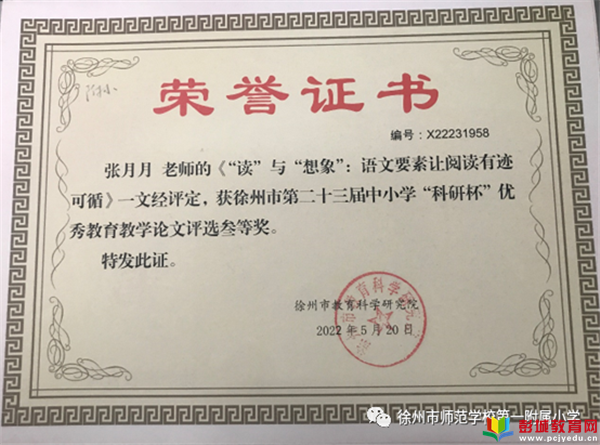 附小
荣誉证书
编号：X22231958
张月月 老师的《“读”与“想象”：语文要素让阅读有迹
可循》一文经评定，获徐州市第二十三届中小学“科研杯”优
秀教育教学论文评选叁等奖。
特发此证。
徐州市教育科学研究院
2022年5月20日
徐州市师范学校第一附属小学
彭城教育网
www.pcjyedu.cn